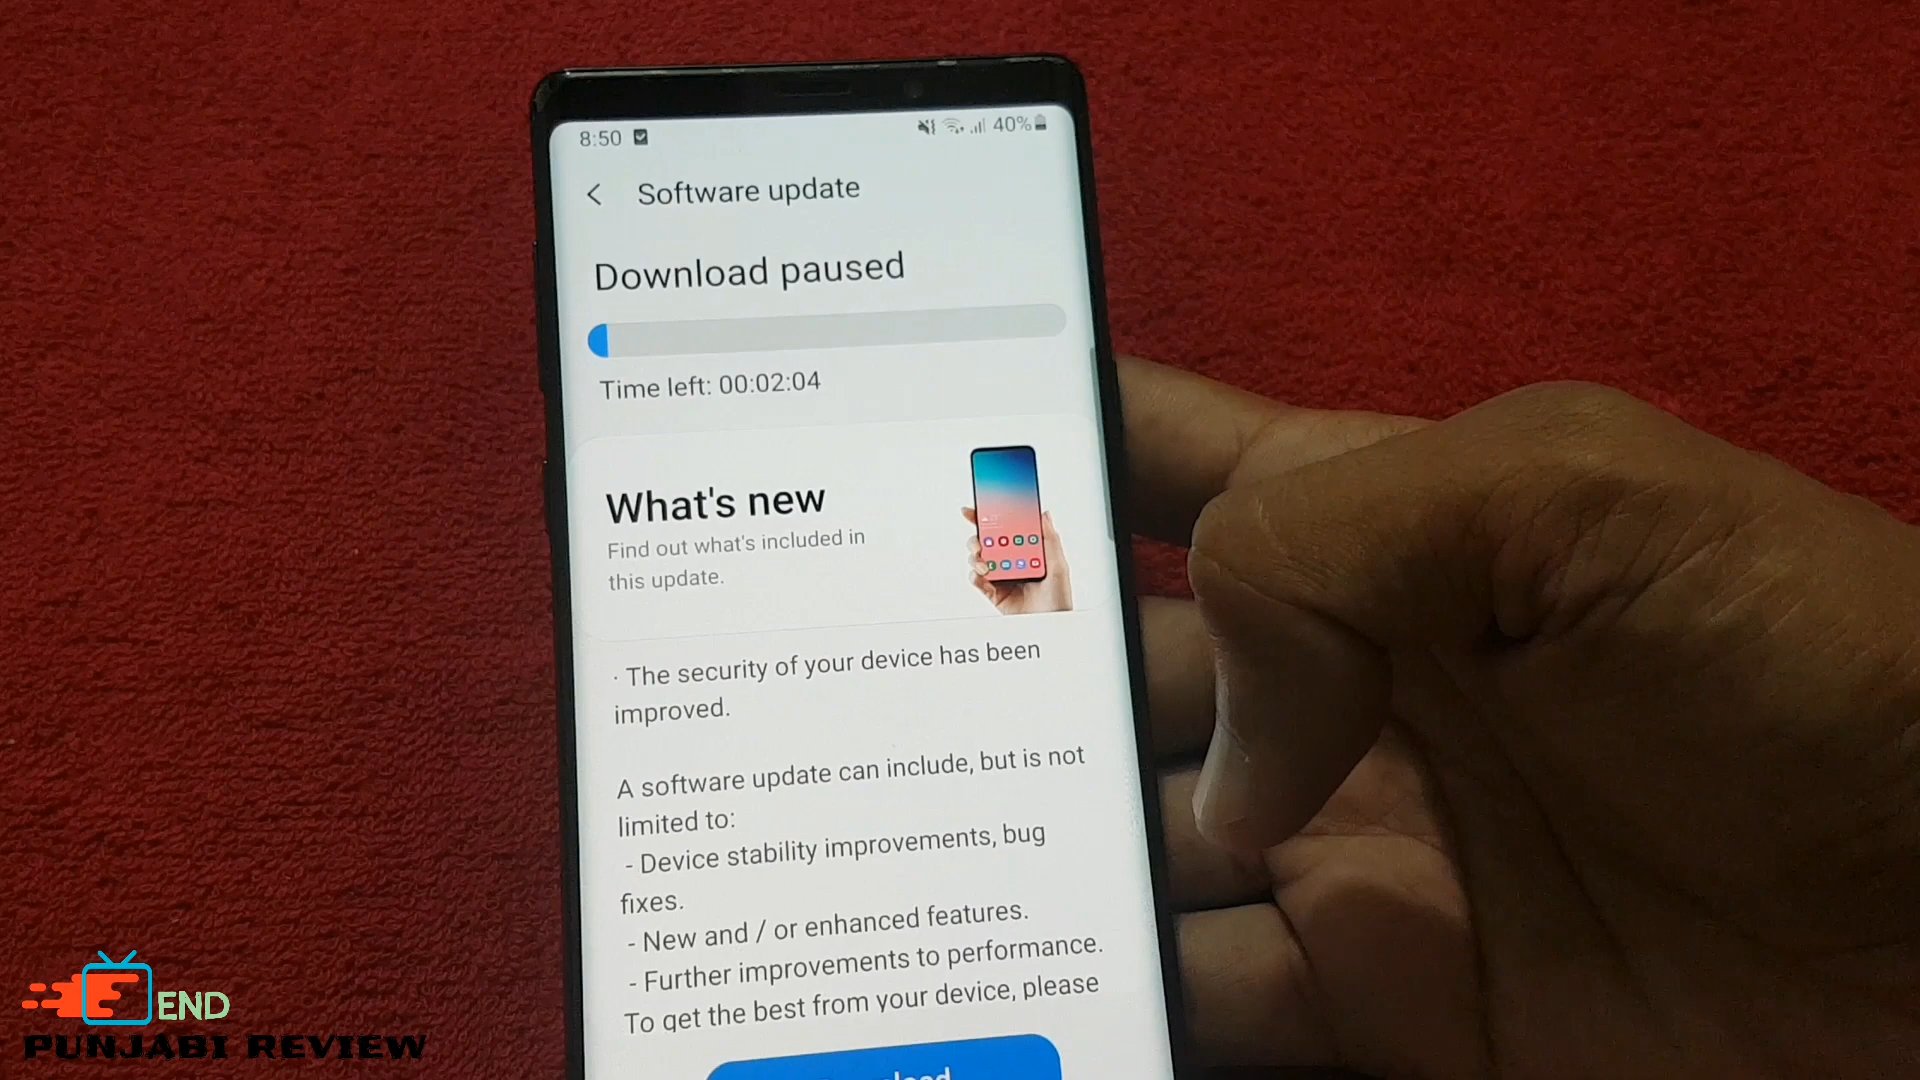 8:50
40%
Software update
Download paused
Time left: 00:02:04
What's new
Find out what's included in
this update.
· The security of your device has been
improved.
A software update can include, but is not
limited to:
- Device stability improvements, bug
fixes.
- New and / or enhanced features.
- Further improvements to performance.
To get the best from your device, please
END
PUNJABI REVIEW